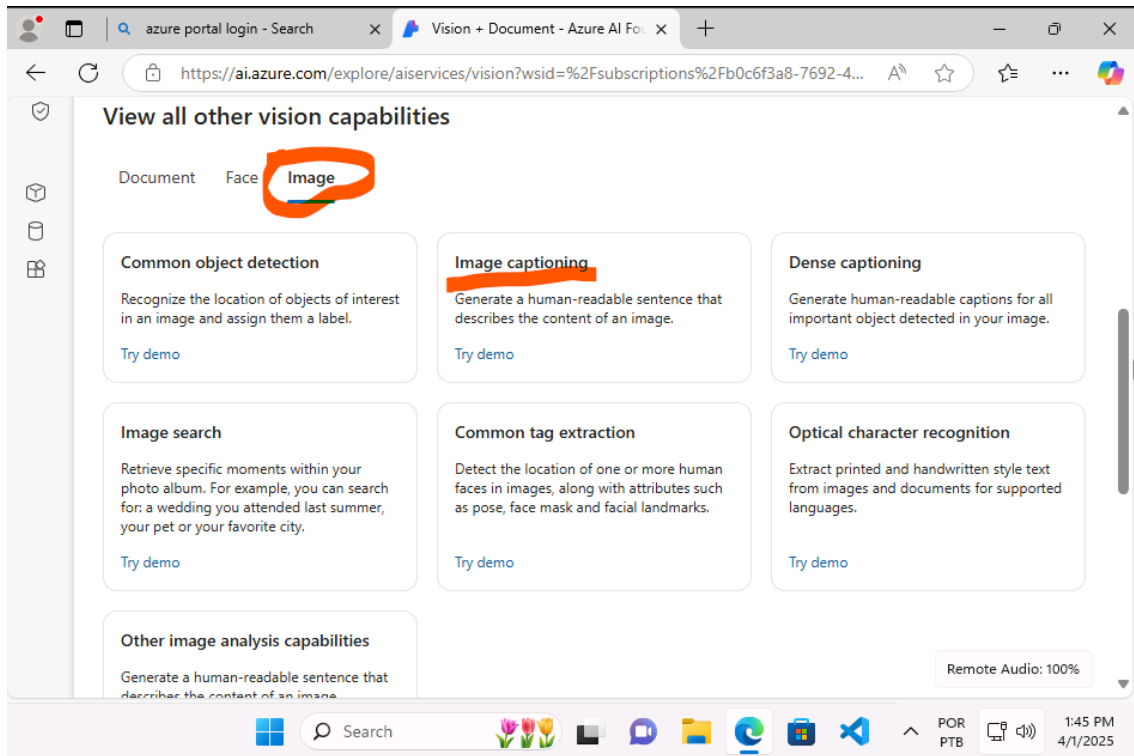 azure portal login - Search
Vision + Document - Azure AI Fo
https://ai.azure.com/explore/aiservices/vision?wsid=%2Fsubscriptions%2Fb0c6f3a8-7692-4...
View all other vision capabilities
Document Face Image
Common object detection
Recognize the location of objects of interest
in an image and assign them a label.
Try demo
Image captioning
Generate a human-readable sentence that
describes the content of an image.
Try demo
Dense captioning
Generate human-readable captions for all
important object detected in your image.
Try demo
Image search
Retrieve specific moments within your
photo album. For example, you can search
for: a wedding you attended last summer,
your pet or your favorite city.
Try demo
Common tag extraction
Detect the location of one or more human
faces in images, along with attributes such
as pose, face mask and facial landmarks.
Try demo
Optical character recognition
Extract printed and handwritten style text
from images and documents for supported
languages.
Try demo
Other image analysis capabilities
Generate a human-readable sentence that
describes the content of an image
Remote Audio: 100%
Search
POR
PTB
1:45 PM
4/1/2025